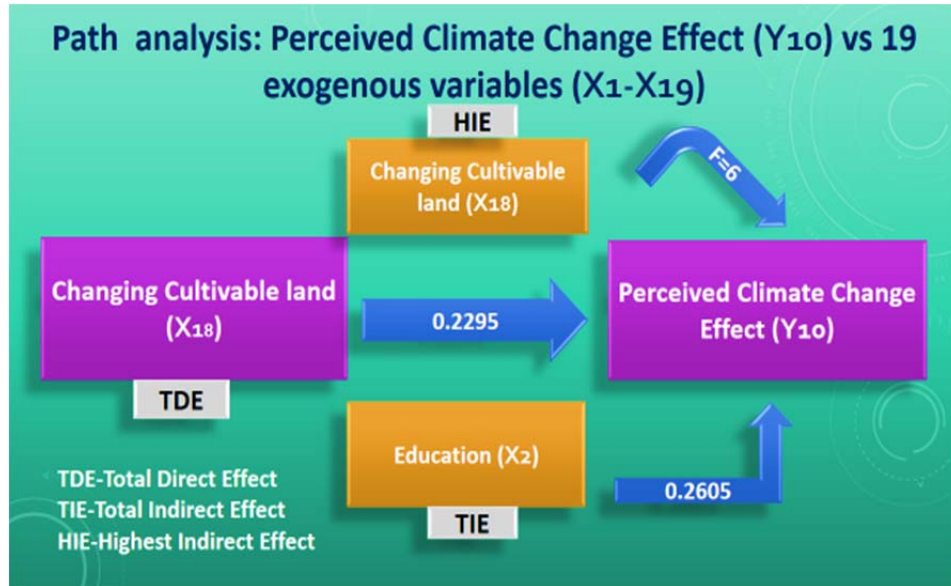 Path analysis: Perceived Climate Change Effect (Y10) vs 19
exogenous variables (X1-X19)
HIE
Changing Cultivable
land (X18)
F=6
Changing Cultivable land
(X18)
0.2295
Perceived Climate Change
Effect (Y10)
TDE
Education (X2)
0.2605
TIE
TDE-Total Direct Effect
TIE-Total Indirect Effect
HIE-Highest Indirect Effect